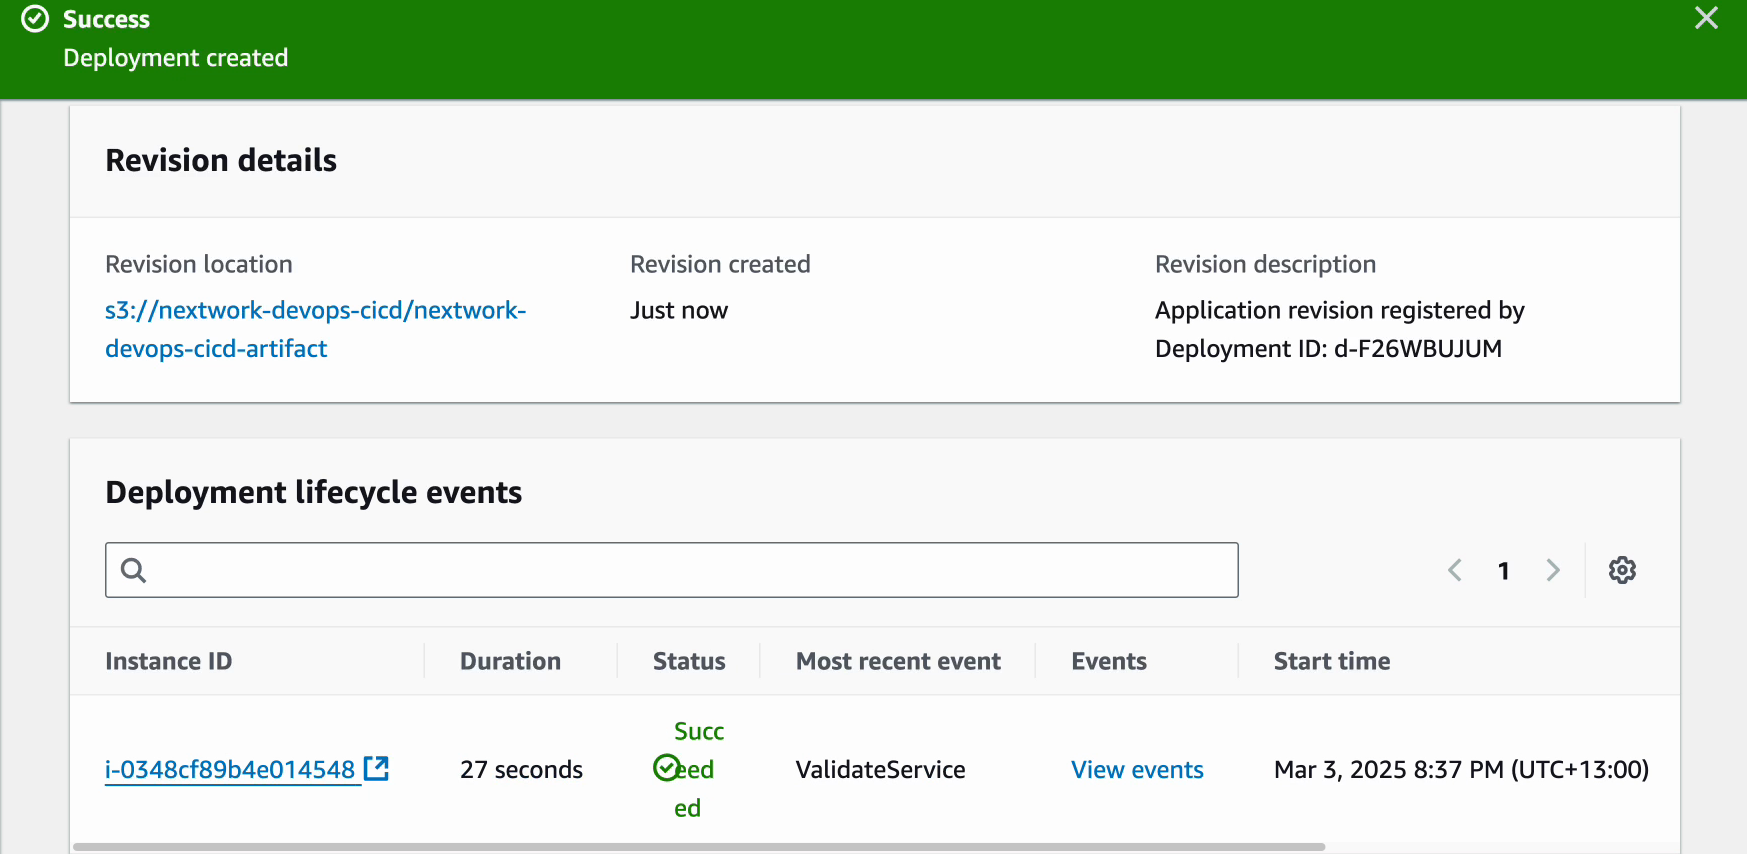 Success
Deployment created
Revision details
Revision location
Revision created
Revision description
s3://nextwork-devops-cicd/nextwork-
devops-cicd-artifact
Just now
Application revision registered by
Deployment ID: d-F26WBUJUM
Deployment lifecycle events
1
Instance ID
Duration
Status
Most recent event
Events
Start time
i-0348cf89b4e014548
27 seconds
Succ
eed
ed
ValidateService
View events
Mar 3, 2025 8:37 PM (UTC+13:00)